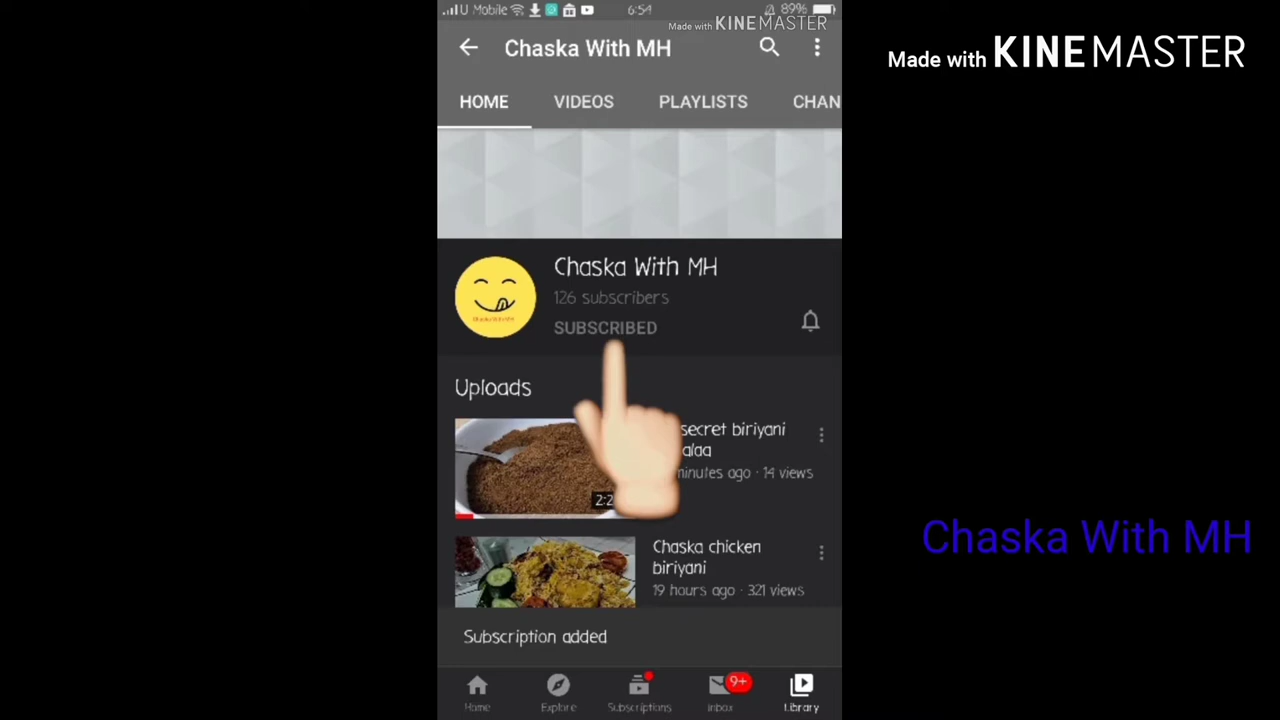 U Mobile
6:54
89%
Made with KINEMASTER
Made with KINEMASTER
Chaska With MH
HOME VIDEOS PLAYLISTS CHAN
Chaska With MH
126 subscribers
SUBSCRIBED
Uploads
secret biriyani
alaa
minutes ago · 14 views
2:2
Chaska chicken
biriyani
19 hours ago · 321 views
Chaska With MH
Subscription added
9+
Home Explore Subscriptions Inbox Library